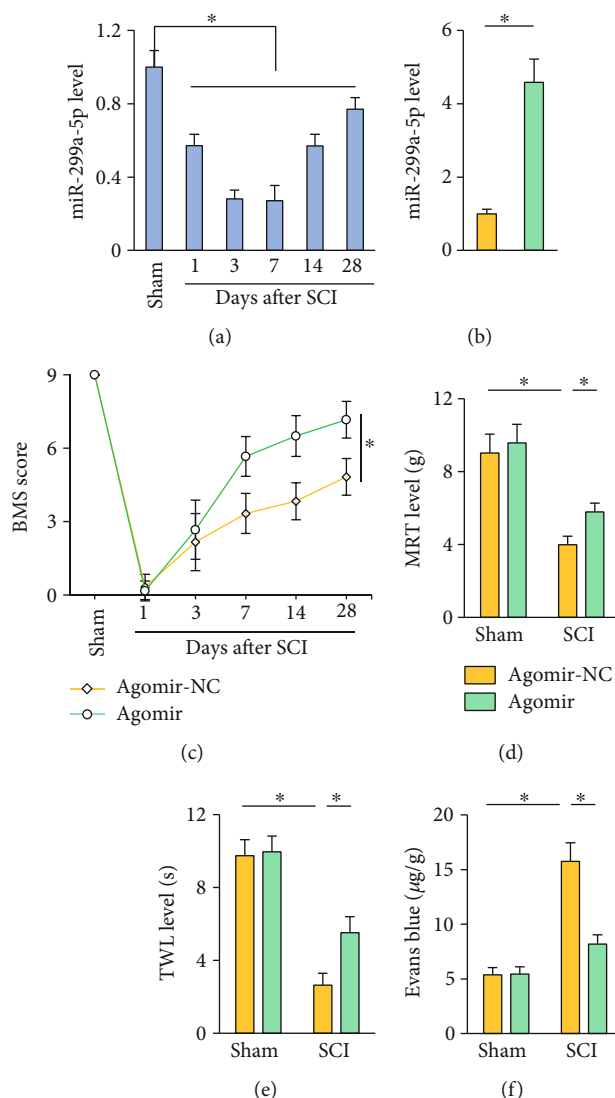 *
1.2
0.8
0.4
0
miR-299a-5p level
Sham
1 3 7 14 28
Days after SCI
(a)
*
6
4
2
0
miR-299a-5p level
(b)
9
6
3
0
BMS score
*
Sham
1 3 7 14 28
Days after SCI
Agomir-NC
Agomir
(c)
* *
12
8
4
0
MRT level (g)
Sham SCI
Agomir-NC
Agomir
(d)
* *
12
8
4
0
TWL level (s)
Sham SCI
(e)
* *
20
15
10
5
0
Evans blue (µg/g)
Sham SCI
(f)